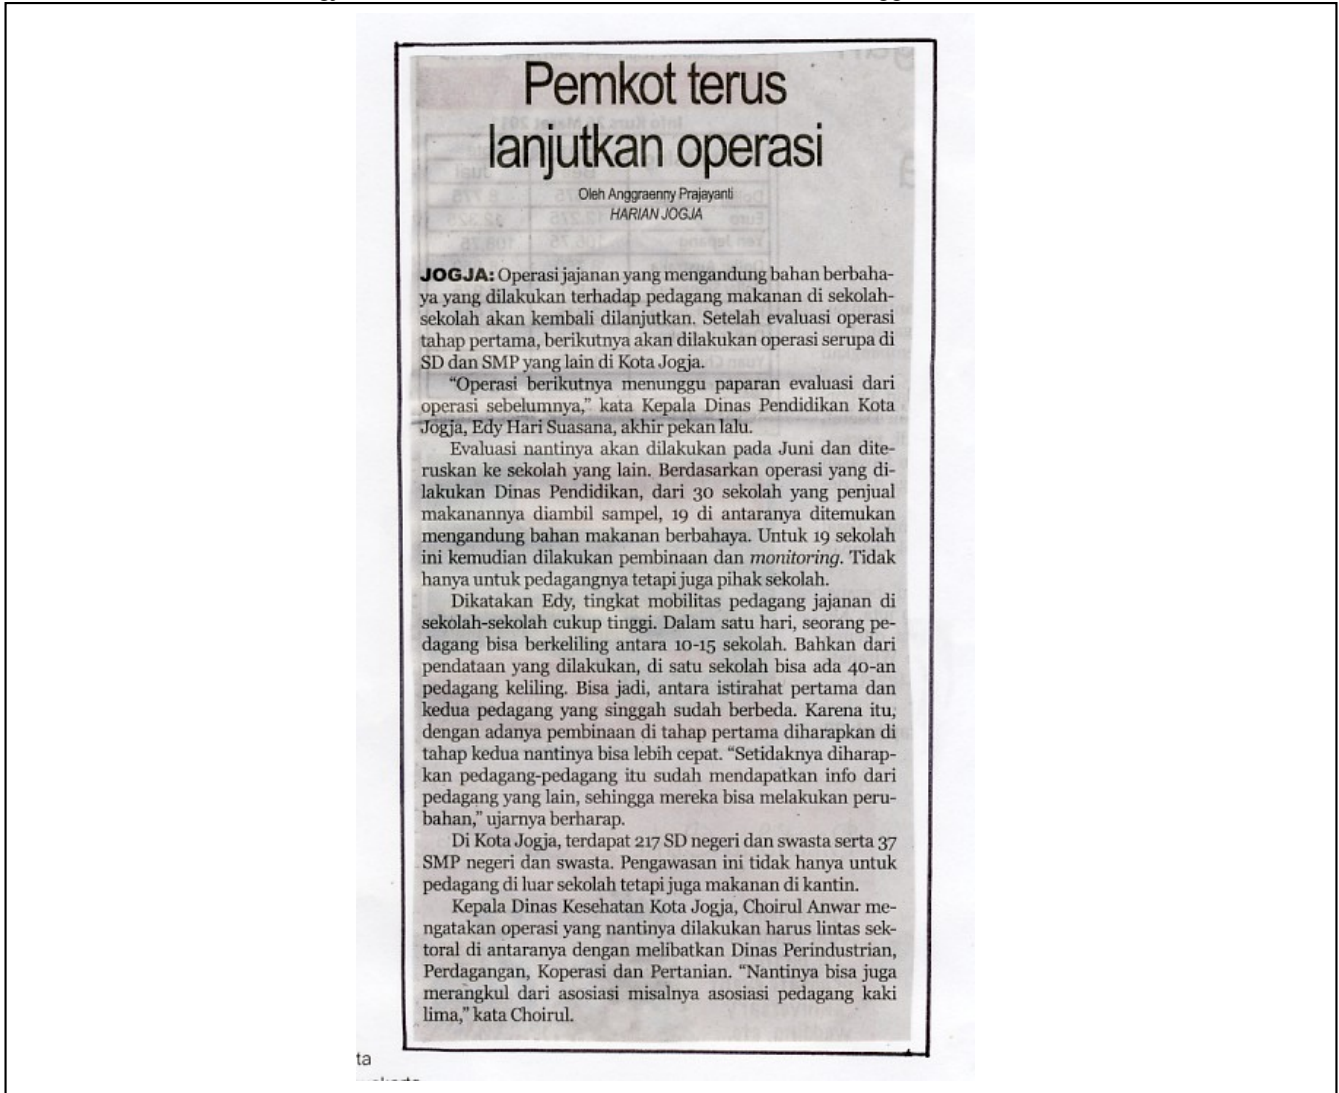 Pemkot terus
lanjutkan operasi
Oleh Anggraenny Prajayanti
HARIAN JOGJA
JOGJA: Operasi jajanan yang mengandung bahan berbaha-
ya yang dilakukan terhadap pedagang makanan di sekolah-
sekolah akan kembali dilanjutkan. Setelah evaluasi operasi
tahap pertama, berikutnya akan dilakukan operasi serupa di
SD dan SMP yang lain di Kota Jogja.
“Operasi berikutnya menunggu paparan evaluasi dari
operasi sebelumnya,” kata Kepala Dinas Pendidikan Kota
Jogja, Edy Hari Suasana, akhir pekan lalu.
Evaluasi nantinya akan dilakukan pada Juni dan dite-
ruskan ke sekolah yang lain. Berdasarkan operasi yang di-
lakukan Dinas Pendidikan, dari 30 sekolah yang penjual
makanannya diambil sampel, 19 di antaranya ditemukan
mengandung bahan makanan berbahaya. Untuk 19 sekolah
ini kemudian dilakukan pembinaan dan monitoring. Tidak
hanya untuk pedagangnya tetapi juga pihak sekolah.
Dikatakan Edy, tingkat mobilitas pedagang jajanan di
sekolah-sekolah cukup tinggi. Dalam satu hari, seorang pe-
dagang bisa berkeliling antara 10-15 sekolah. Bahkan dari
pendataan yang dilakukan, di satu sekolah bisa ada 40-an
pedagang keliling. Bisa jadi, antara istirahat pertama dan
kedua pedagang yang singgah sudah berbeda. Karena itu,
dengan adanya pembinaan di tahap pertama diharapkan di
tahap kedua nantinya bisa lebih cepat. “Setidaknya diharap-
kan pedagang-pedagang itu sudah mendapatkan info dari
pedagang yang lain, sehingga mereka bisa melakukan peru-
bahan,” ujarnya berharap.
Di Kota Jogja, terdapat 217 SD negeri dan swasta serta 37
SMP negeri dan swasta. Pengawasan ini tidak hanya untuk
pedagang di luar sekolah tetapi juga makanan di kantin.
Kepala Dinas Kesehatan Kota Jogja, Choirul Anwar me-
ngatakan operasi yang nantinya dilakukan harus lintas sek-
toral di antaranya dengan melibatkan Dinas Perindustrian,
Perdagangan, Koperasi dan Pertanian. “Nantinya bisa juga
merangkul dari asosiasi misalnya asosiasi pedagang kaki
lima,” kata Choirul.
ta